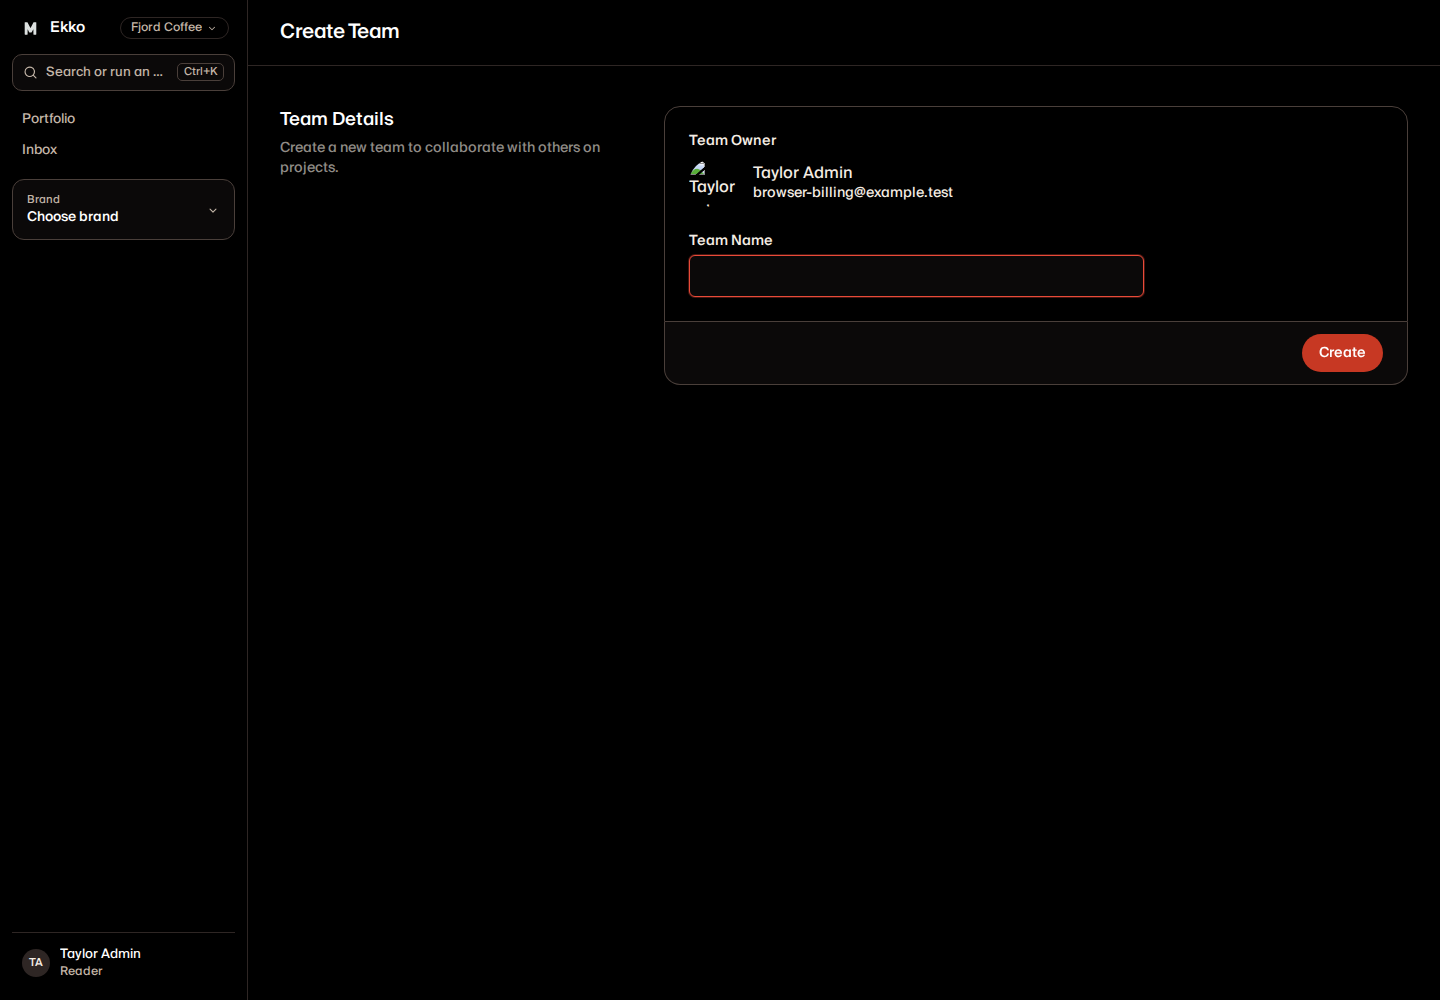 Ekko
Fjord Coffee
Search or run an ...
Ctrl+K
Portfolio
Inbox
Brand
Choose brand
Create Team
Team Details
Create a new team to collaborate with others on
projects.
Team Owner
Taylor
Taylor Admin
browser-billing@example.test
Team Name
Create
TA
Taylor Admin
Reader